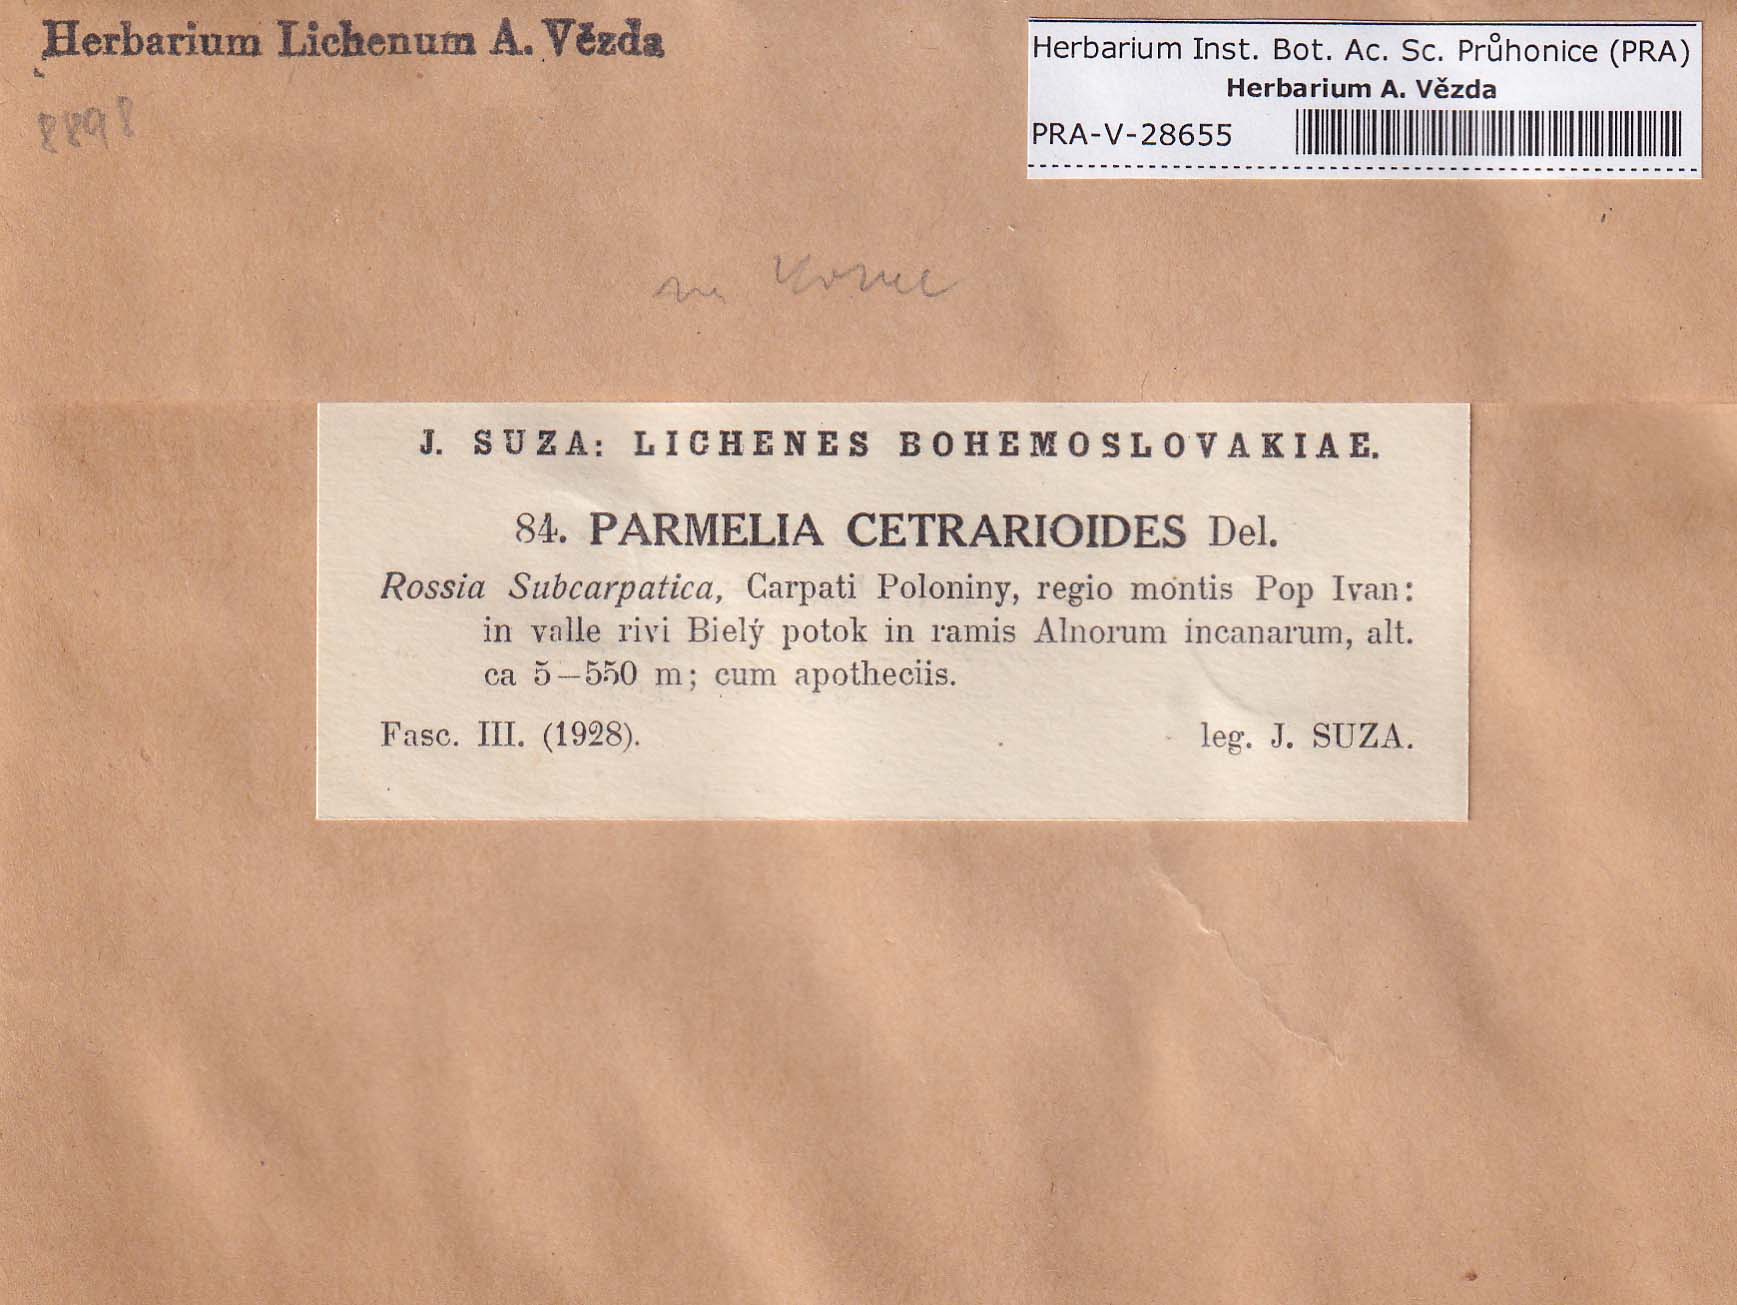 Herbarium Lichenum A. Vězda
8898
Herbarium Inst. Bot. Ac. Sc. Průhonice (PRA)
Herbarium A. Vězda
PRA-V-28655
J. SUZA: LICHENES BOHEMOSLOVAKIAE.
84. PARMELIA CETRARIOIDES Del.
Rossia Subcarpatica, Carpati Poloniny, regio montis Pop Ivan:
in valle rivi Bielý potok in ramis Alnorum incanarum, alt.
ca 5—550 m; cum apotheciis.
Fasc. III. (1928). leg. J. SUZA.